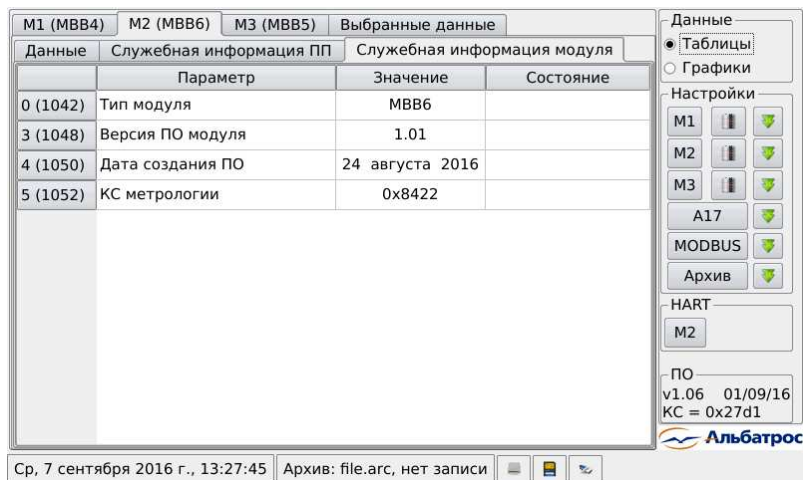 М1 (МВВ4) М2 (МВВ6) М3 (МВВ5) Выбранные данные
Данные Служебная информация ПП Служебная информация модуля
Параметр Значение Состояние
0 (1042) Тип модуля МВВ6
3 (1048) Версия ПО модуля 1.01
4 (1050) Дата создания ПО 24 августа 2016
5 (1052) КС метрологии 0x8422
Данные
Таблицы
Графики
Настройки
М1
М2
М3
А17
MODBUS
Архив
HART
М2
ПО
v1.06 01/09/16
КС = 0x27d1
Альбатрос
Ср, 7 сентября 2016 г., 13:27:45 Архив: file.arc, нет записи